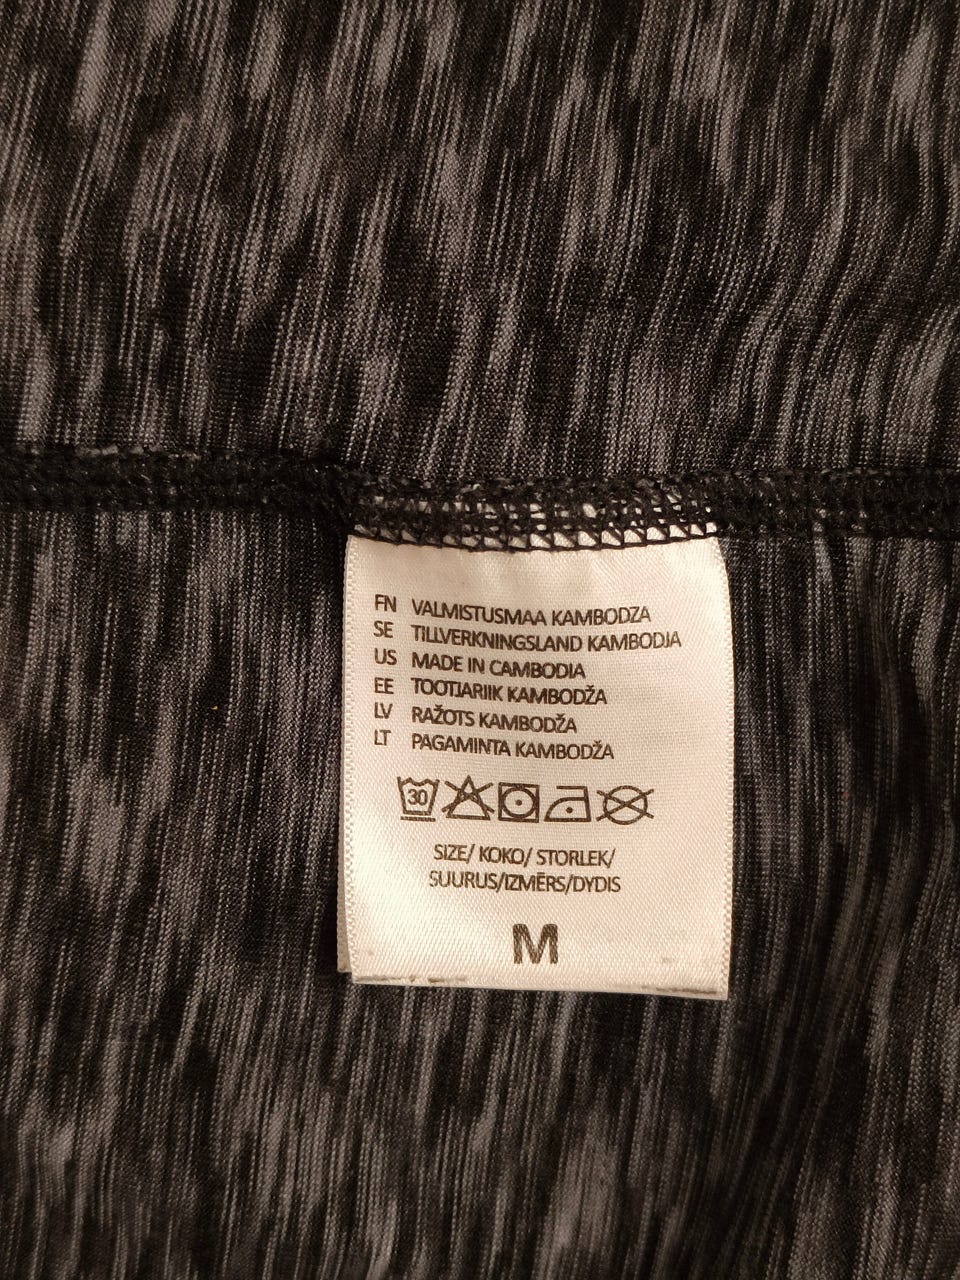 FN VALMISTUSMAA KAMBODZA
SE TILLVERKNINGSLAND KAMBODJA
US MADE IN CAMBODIA
EE TOOTJARIIK KAMBODŽA
LV RAŽOTS KAMBODŽA
LT PAGAMINTA KAMBODŽA
30
SIZE/ KOKO/ STORLEK/
SUURUS/IZMĒRS/DYDIS
M